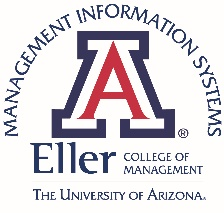 MANAGEMENT INFORMATION SYSTEMS
A
®
Eller COLLEGE OF
MANAGEMENT
THE UNIVERSITY OF ARIZONA®